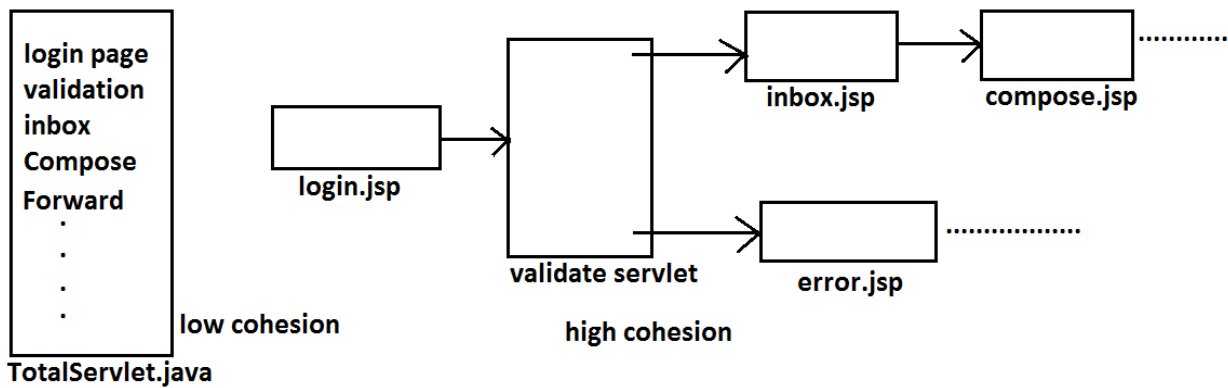 login page
validation
inbox
Compose
Forward
low cohesion
TotalServlet.java
login.jsp
validate servlet
inbox.jsp
compose.jsp
error.jsp
high cohesion